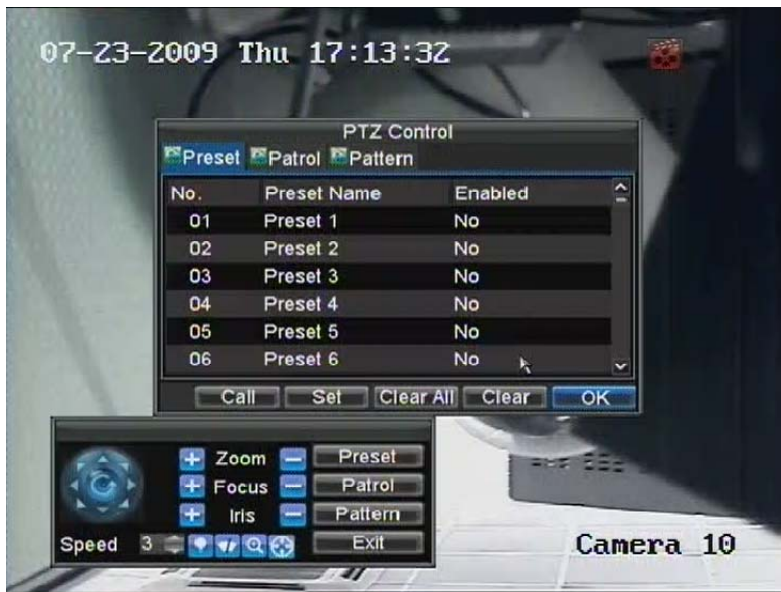 07-23-2009 Thu 17:13:32
PTZ Control
Preset Patrol Pattern
No. Preset Name Enabled
01 Preset 1 No
02 Preset 2 No
03 Preset 3 No
04 Preset 4 No
05 Preset 5 No
06 Preset 6 No
Call Set Clear All Clear OK
+ Zoom - Preset
+ Focus - Patrol
+ Iris - Pattern
Speed 3 Exit
Camera 10